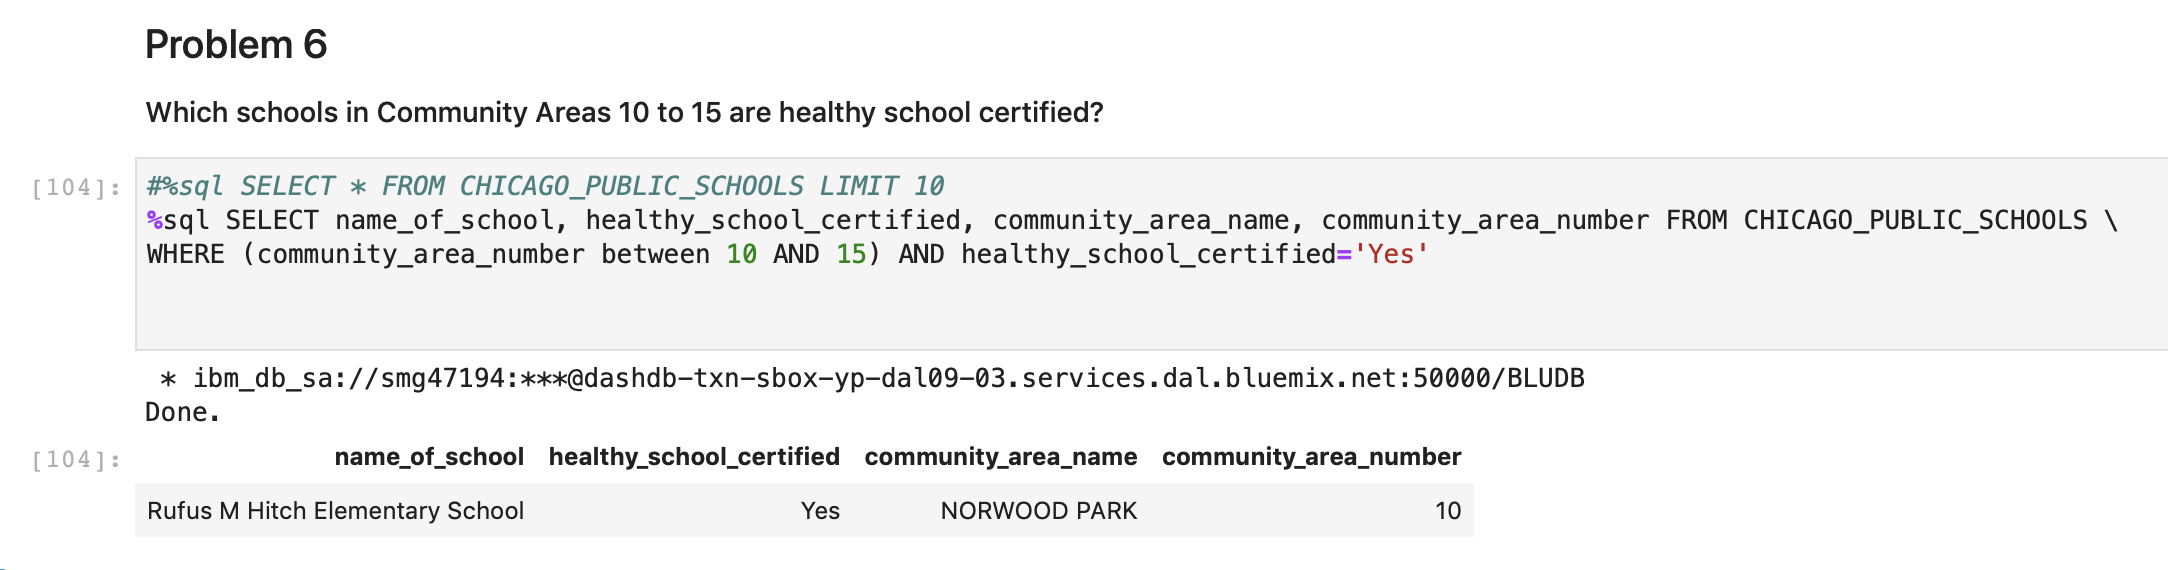 Problem 6
Which schools in Community Areas 10 to 15 are healthy school certified?
[104]:
#%sql SELECT * FROM CHICAGO_PUBLIC_SCHOOLS LIMIT 10
%sql SELECT name_of_school, healthy_school_certified, community_area_name, community_area_number FROM CHICAGO_PUBLIC_SCHOOLS \
WHERE (community_area_number between 10 AND 15) AND healthy_school_certified='Yes'
* ibm_db_sa://smg47194:***@dashdb-txn-sbox-yp-dal09-03.services.dal.bluemix.net:50000/BLUDB
Done.
[104]:
name_of_school healthy_school_certified community_area_name community_area_number
Rufus M Hitch Elementary School Yes NORWOOD PARK 10